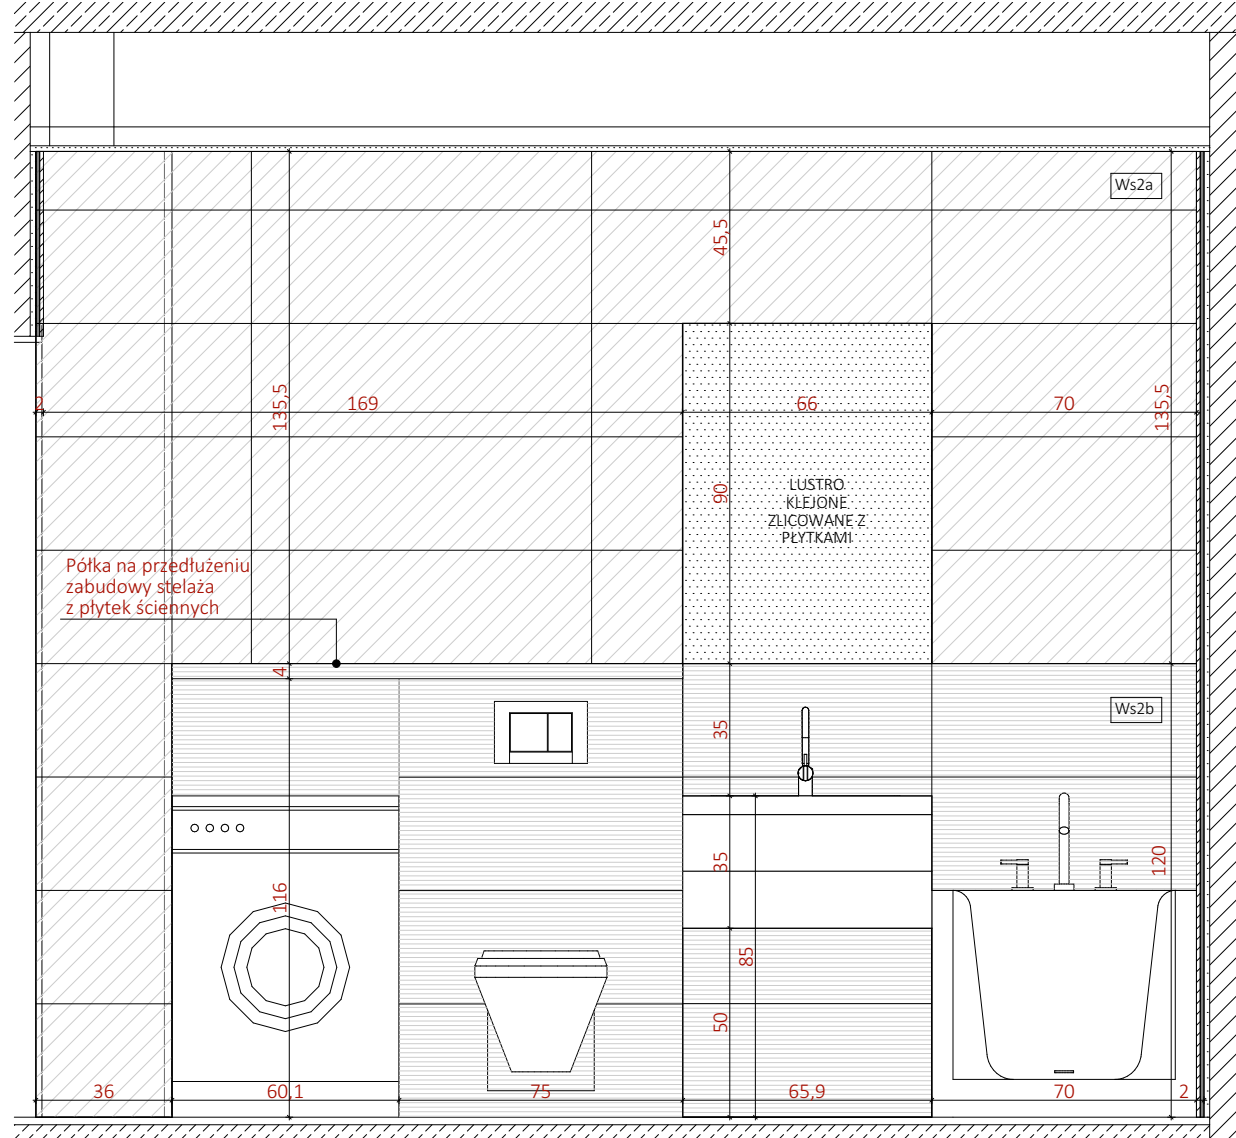 Ws2a
45,5
135,5
135,5
2
169
66
70
90
LUSTRO
KLEJONE
ZLICOWANE Z
PŁYTKAMI
Półka na przedłużeniu
zabudowy stelaża
z płytek ściennych
4
Ws2b
35
35
120
116
85
50
36
60,1
75
65,9
70
2